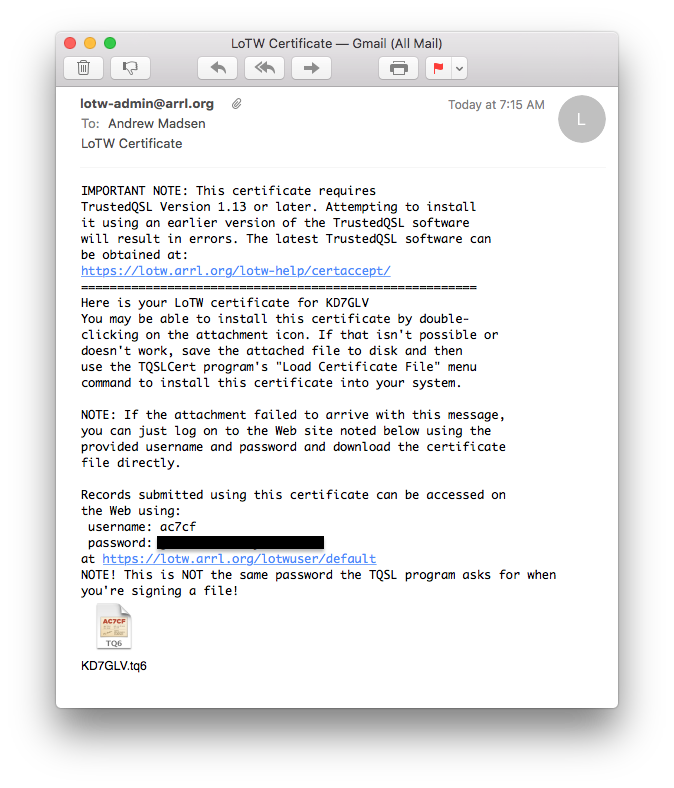 LoTW Certificate — Gmail (All Mail)
lotw-admin@arrl.org
Today at 7:15 AM
L
To: Andrew Madsen
LoTW Certificate
IMPORTANT NOTE: This certificate requires
TrustedQSL Version 1.13 or later. Attempting to install
it using an earlier version of the TrustedQSL software
will result in errors. The latest TrustedQSL software can
be obtained at:
https://lotw.arrl.org/lotw-help/certaccept/
=======================================================
Here is your LoTW certificate for KD7GLV
You may be able to install this certificate by double-
clicking on the attachment icon. If that isn't possible or
doesn't work, save the attached file to disk and then
use the TQSLCert program's "Load Certificate File" menu
command to install this certificate into your system.
NOTE: If the attachment failed to arrive with this message,
you can just log on to the Web site noted below using the
provided username and password and download the certificate
file directly.
Records submitted using this certificate can be accessed on
the Web using:
username: ac7cf
password:
at https://lotw.arrl.org/lotwuser/default
NOTE! This is NOT the same password the TQSL program asks for when
you're signing a file!
AC7CF
TQ6
KD7GLV.tq6